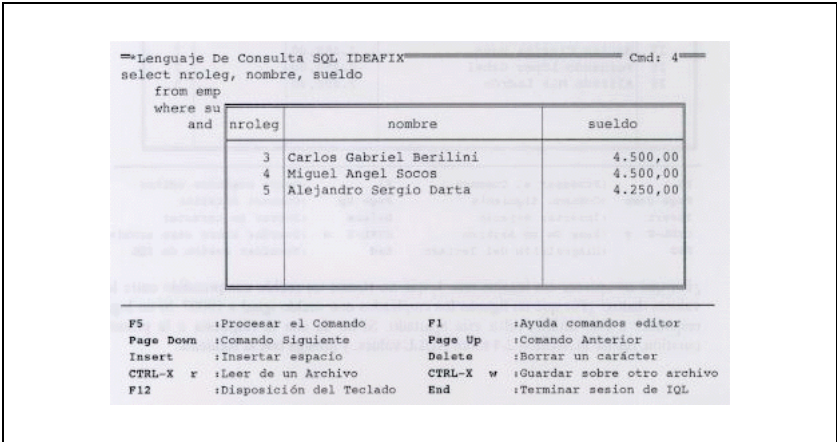 *Lenguaje De Consulta SQL IDEAFIX Cmd: 4
select nroleg, nombre, sueldo
from emp
where su
and
nroleg nombre sueldo
3 Carlos Gabriel Berilini 4.500,00
4 Miguel Angel Socos 4.500,00
5 Alejandro Sergio Darta 4.250,00
F5 :Procesar el Comando F1 :Ayuda comandos editor
Page Down :Comando Siguiente Page Up :Comando Anterior
Insert :Insertar espacio Delete :Borrar un carácter
CTRL-X r :Leer de un Archivo CTRL-X w :Guardar sobre otro archivo
F12 :Disposición del Teclado End :Terminar sesion de IQL